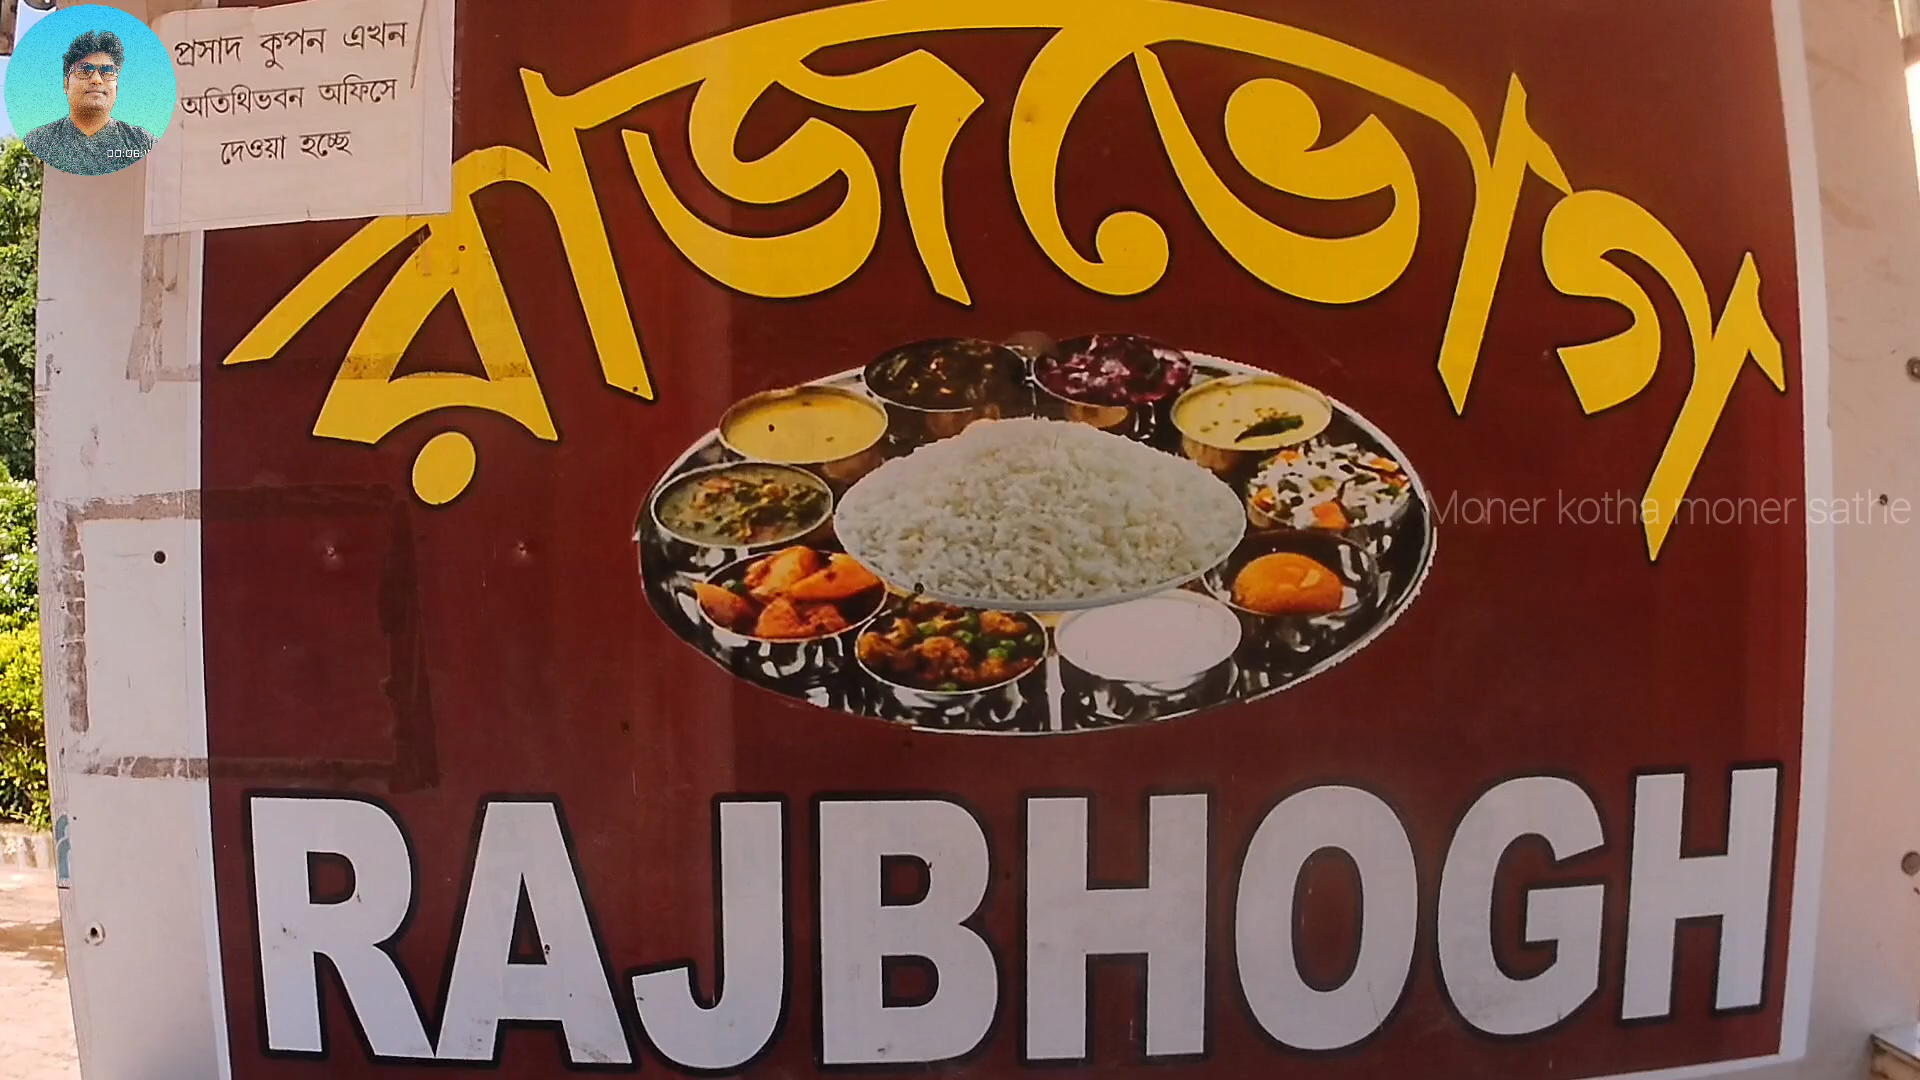 প্রসাদ কুপন এখন
অতিথিভবন অফিসে
দেওয়া হচ্ছে
রাজভোগ
Moner kotha moner sathe
RAJBHOGH